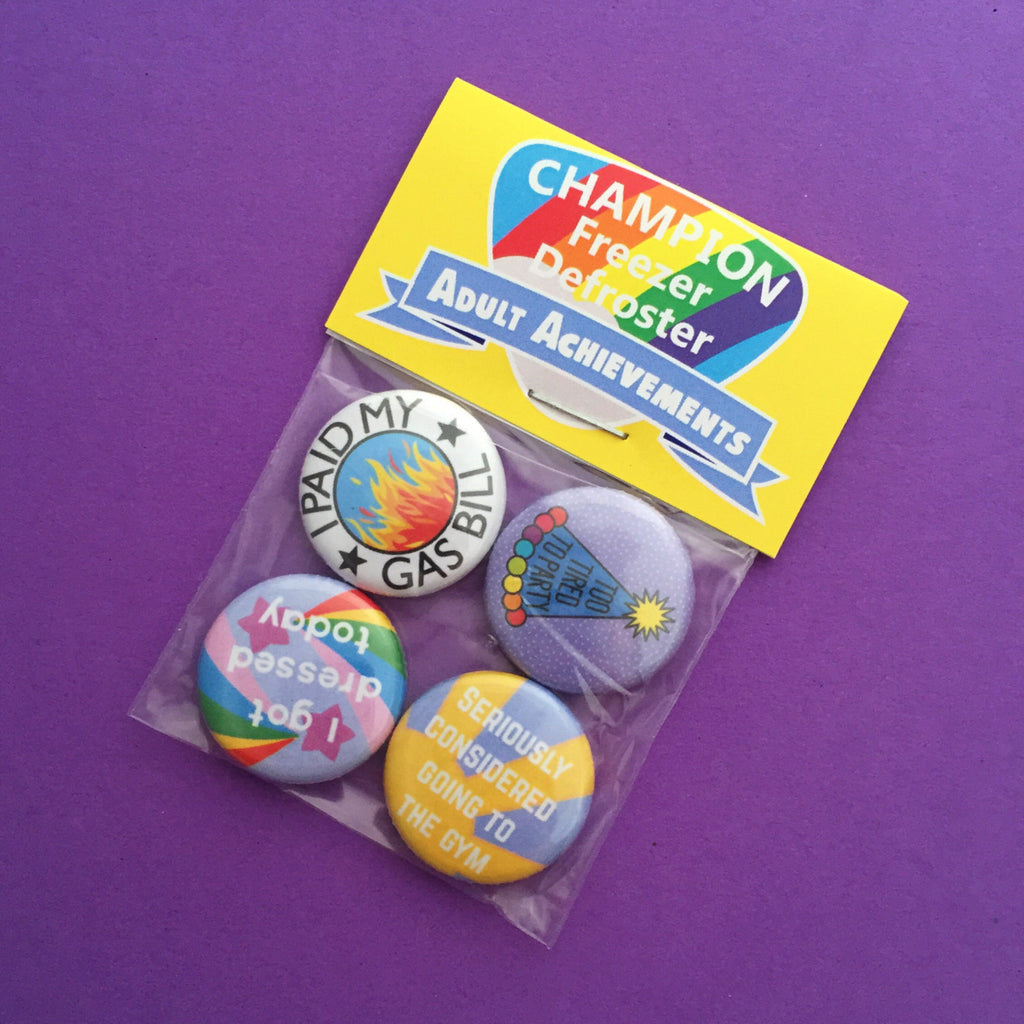 CHAMPION
Freezer
Defroster
ADULT ACHIEVEMENTS
I PAID MY
GAS BILL
TOO
TIRED
TO PARTY
I got
dressed
today
SERIOUSLY
CONSIDERED
GOING TO
THE GYM